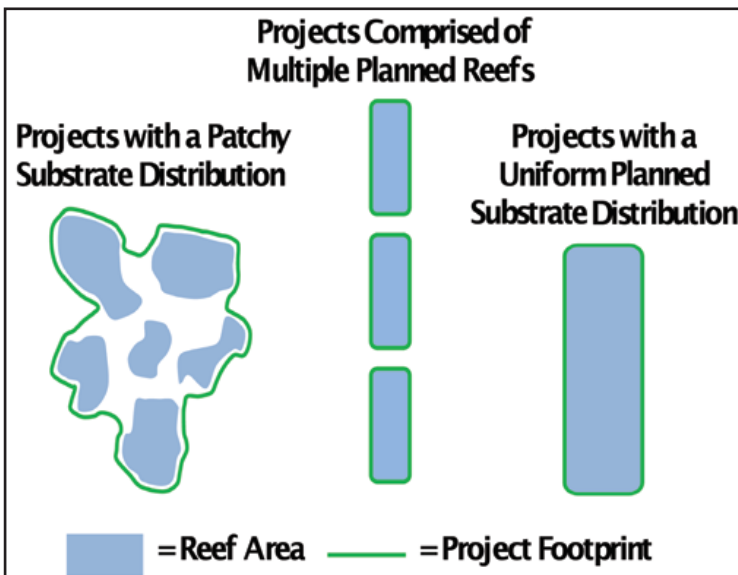 Projects Comprised of
Multiple Planned Reefs
Projects with a Patchy
Substrate Distribution
Projects with a
Uniform Planned
Substrate Distribution
=Reef Area
=Project Footprint